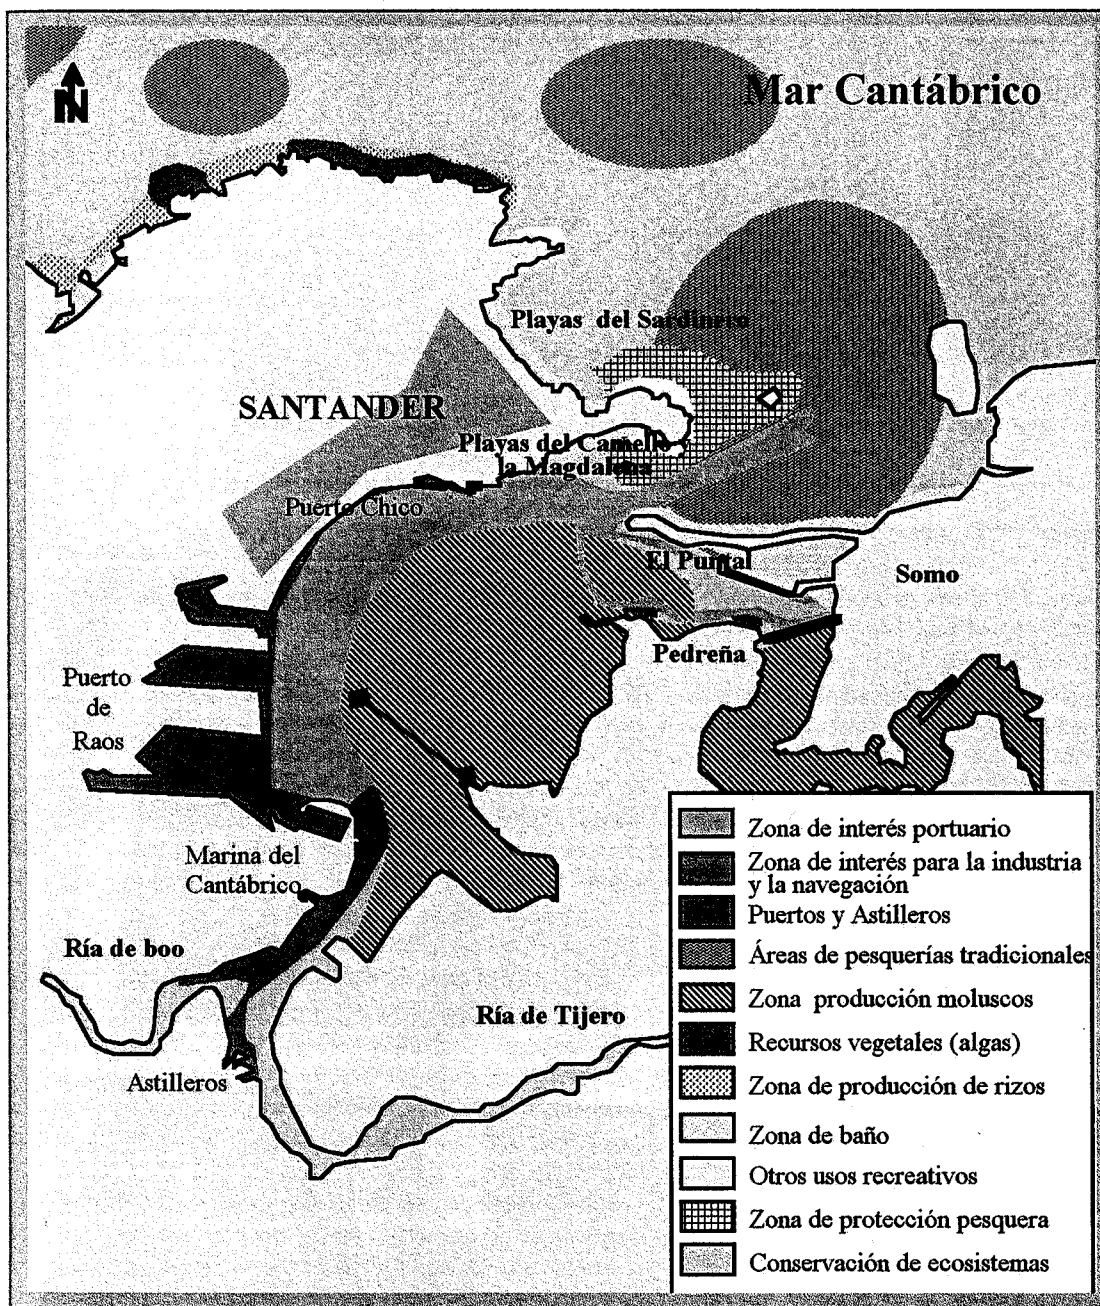 N
Mar Cantábrico
Playas del Sardinero
SANTANDER
Playas del Camello y
la Magdalena
Puerto Chico
El Puntal
Somo
Pedreña
Puerto
de
Raos
Marina del
Cantábrico
Ría de boo
Ría de Tijero
Astilleros
Zona de interés portuario
Zona de interés para la industria
y la navegación
Puertos y Astilleros
Áreas de pesquerías tradicionales
Zona producción moluscos
Recursos vegetales (algas)
Zona de producción de rizos
Zona de baño
Otros usos recreativos
Zona de protección pesquera
Conservación de ecosistemas